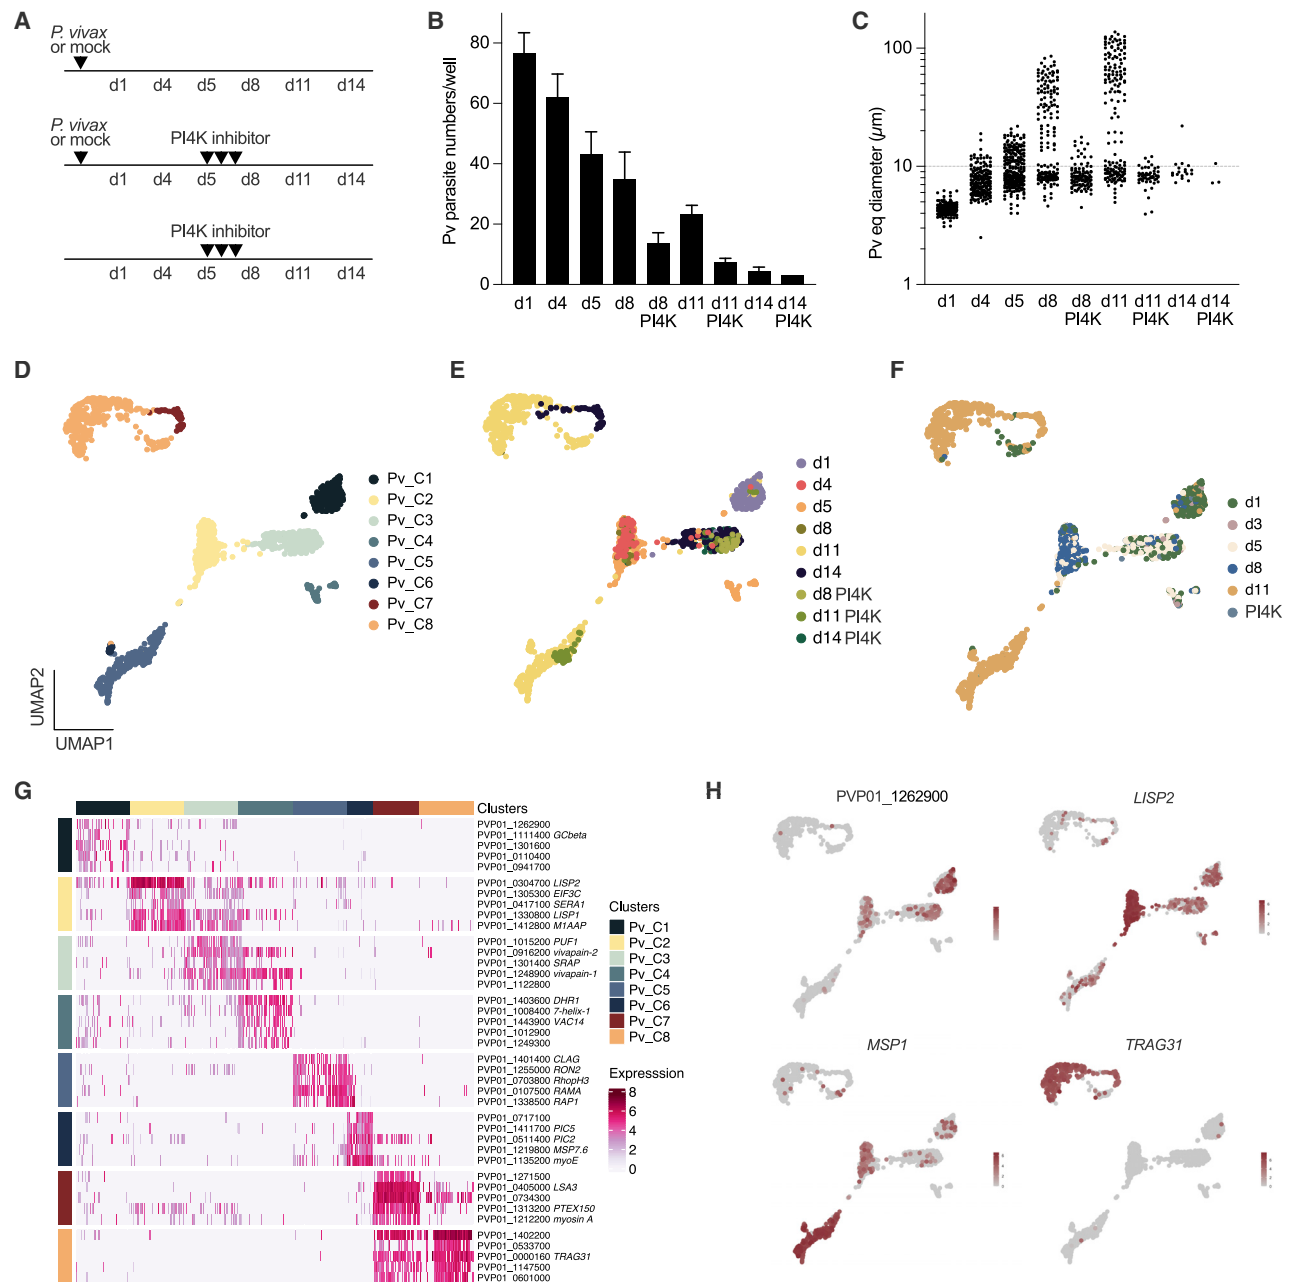 A
P. vivax
or mock
d1 d4 d5 d8 d11 d14
P. vivax
or mock
PI4K inhibitor
d1 d4 d5 d8 d11 d14
PI4K inhibitor
d1 d4 d5 d8 d11 d14
B
Pv parasite numbers/well
80
60
40
20
0
d1 d4 d5 d8 d8 d11 d11 d14 d14
PI4K PI4K PI4K
C
Pv eq diameter (µm)
100
10
1
d1 d4 d5 d8 d8 d11 d11 d14 d14
PI4K PI4K PI4K
D
Pv_C1
Pv_C2
Pv_C3
Pv_C4
Pv_C5
Pv_C6
Pv_C7
Pv_C8
UMAP2
UMAP1
E
d1
d4
d5
d8
d11
d14
d8 PI4K
d11 PI4K
d14 PI4K
F
d1
d3
d5
d8
d11
PI4K
G
Clusters
PVP01_1262900
PVP01_1111400 GCbeta
PVP01_1301600
PVP01_0110400
PVP01_0941700
PVP01_0304700 LISP2
PVP01_1305300 EIF3C
PVP01_0417100 SERA1
PVP01_1330800 LISP1
PVP01_1412800 M1AAP
PVP01_1015200 PUF1
PVP01_0916200 vivapain-2
PVP01_1301400 SRAP
PVP01_1248900 vivapain-1
PVP01_1122800
PVP01_1403600 DHR1
PVP01_1008400 7-helix-1
PVP01_1443900 VAC14
PVP01_1012900
PVP01_1249300
PVP01_1401400 CLAG
PVP01_1255000 RON2
PVP01_0703800 RhopH3
PVP01_0107500 RAMA
PVP01_1338500 RAP1
PVP01_0717100
PVP01_1411700 PIC5
PVP01_0511400 PIC2
PVP01_1219800 MSP7.6
PVP01_1135200 myoE
PVP01_1271500
PVP01_0405000 LSA3
PVP01_0734300
PVP01_1313200 PTEX150
PVP01_1212200 myosin A
PVP01_1402200
PVP01_0533700
PVP01_0000160 TRAG31
PVP01_1147500
PVP01_0601000
Clusters
Pv_C1
Pv_C2
Pv_C3
Pv_C4
Pv_C5
Pv_C6
Pv_C7
Pv_C8
Expresssion
8
6
4
2
0
H
PVP01_1262900
LISP2
MSP1
TRAG31